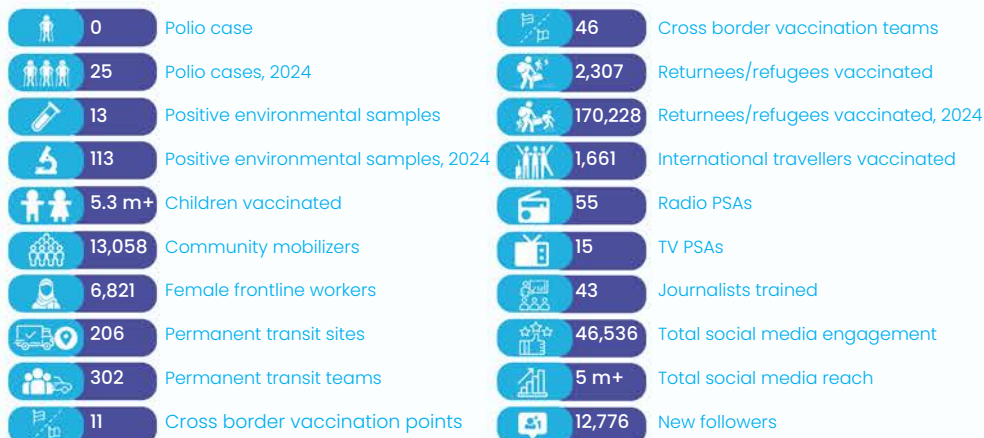 0 Polio case
25 Polio cases, 2024
13 Positive environmental samples
113 Positive environmental samples, 2024
5.3 m+ Children vaccinated
13,058 Community mobilizers
6,821 Female frontline workers
206 Permanent transit sites
302 Permanent transit teams
11 Cross border vaccination points
46 Cross border vaccination teams
2,307 Returnees/refugees vaccinated
170,228 Returnees/refugees vaccinated, 2024
1,661 International travellers vaccinated
55 Radio PSAs
15 TV PSAs
43 Journalists trained
46,536 Total social media engagement
5 m+ Total social media reach
12,776 New followers